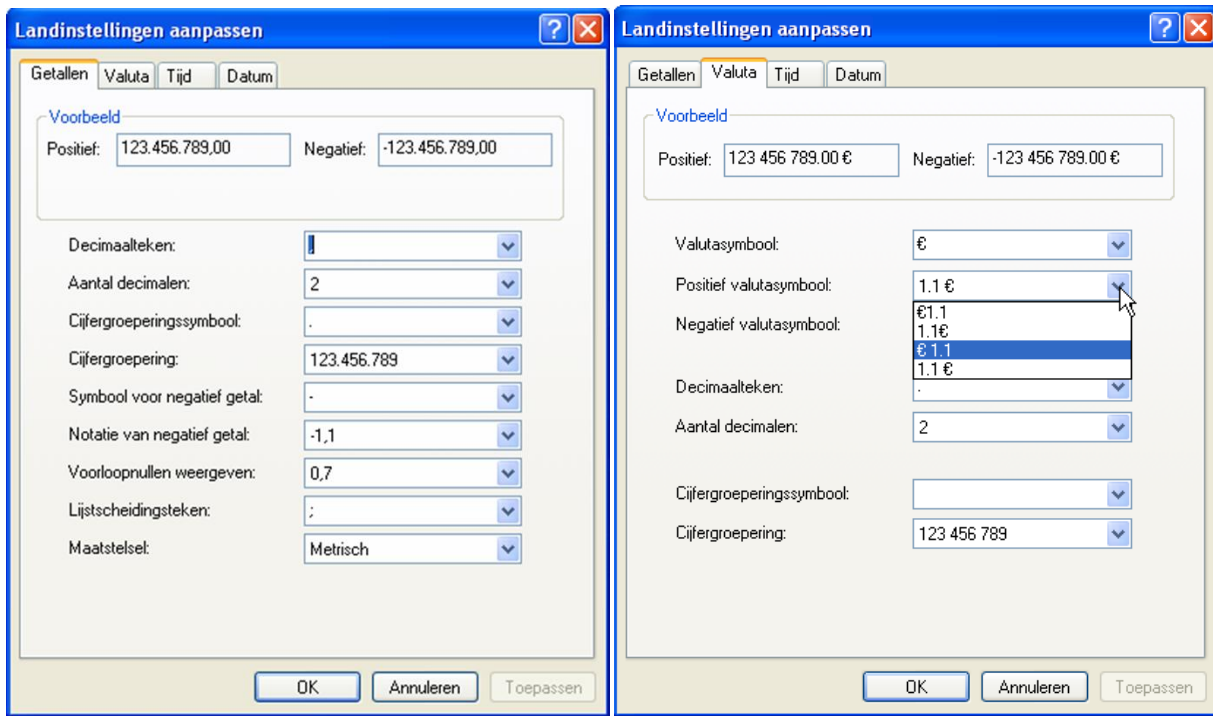 Landinstellingen aanpassen
Getallen Valuta Tijd Datum
Voorbeeld
Positief: 123.456.789,00 Negatief: -123.456.789,00
Decimaalteken: ,
Aantal decimalen: 2
Cijfergroeperingssymbool: .
Cijfergroepering: 123.456.789
Symbool voor negatief getal: -
Notatie van negatief getal: -1,1
Voorloopnullen weergeven: 0,7
Lijstscheidingsteken: ;
Maatstelsel: Metrisch
OK Annuleren Toepassen
Landinstellingen aanpassen
Getallen Valuta Tijd Datum
Voorbeeld
Positief: 123 456 789.00 € Negatief: -123 456 789.00 €
Valutasymbool: €
Positief valutasymbool: 1.1 €
€1.1
Negatief valutasymbool: 1.1€
€ 1.1
1.1 €
Decimaalteken: .
Aantal decimalen: 2
Cijfergroeperingssymbool:
Cijfergroepering: 123 456 789
OK Annuleren Toepassen